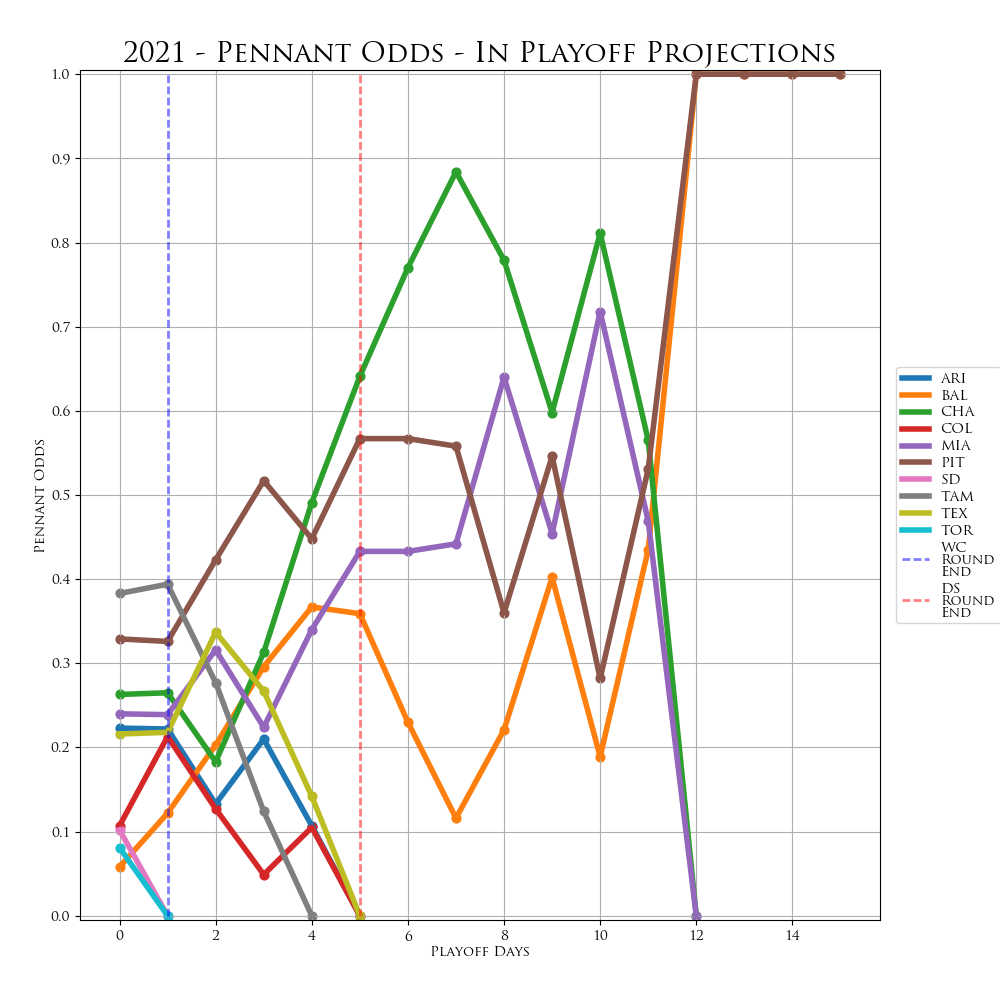 2021 - Pennant Odds - In Playoff Projections
1.0
0.9
0.8
0.7
0.6
0.5
0.4
0.3
0.2
0.1
0.0
Pennant Odds
0 2 4 6 8 10 12 14
Playoff Days
ARI
BAL
CHA
COL
MIA
PIT
SD
TAM
TEX
TOR
WC
Round
End
DS
Round
End